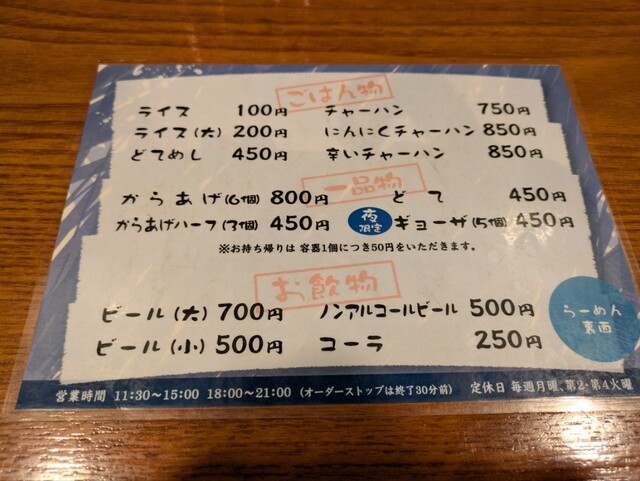 ごはん物
ライス 100円 チャーハン 750円
ライス(大) 200円 にんにくチャーハン 850円
どてめし 450円 辛いチャーハン 850円
一品物
からあげ(6個) 800円 どて 450円
からあげハーフ(3個) 450円 夜限定 ギョーザ(5個) 450円
※お持ち帰りは 容器1個につき50円をいただきます。
お飲物
ビール(大) 700円 ノンアルコールビール 500円
ビール(小) 500円 コーラ 250円
らーめん
裏西
営業時間 11:30〜15:00 18:00〜21:00 (オーダーストップは終了30分前) 定休日 毎週月曜、第2・第4火曜